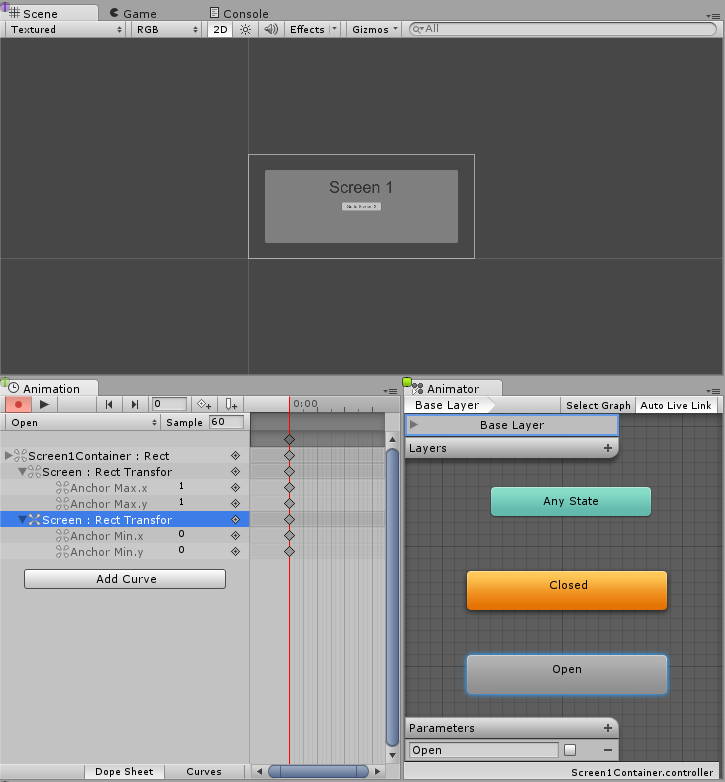 Scene Game Console
Textured RGB 2D Effects Gizmos All
Screen 1
Animation
0 0:00
Open Sample 60
Screen1Container : Rect
Screen : Rect Transfor
Anchor Max.x 1
Anchor Max.y 1
Screen : Rect Transfor
Anchor Min.x 0
Anchor Min.y 0
Add Curve
Dope Sheet Curves
Animator
Base Layer Select Graph Auto Live Link
Base Layer
Layers
Any State
Closed
Open
Parameters
Open
Screen1Container.controller